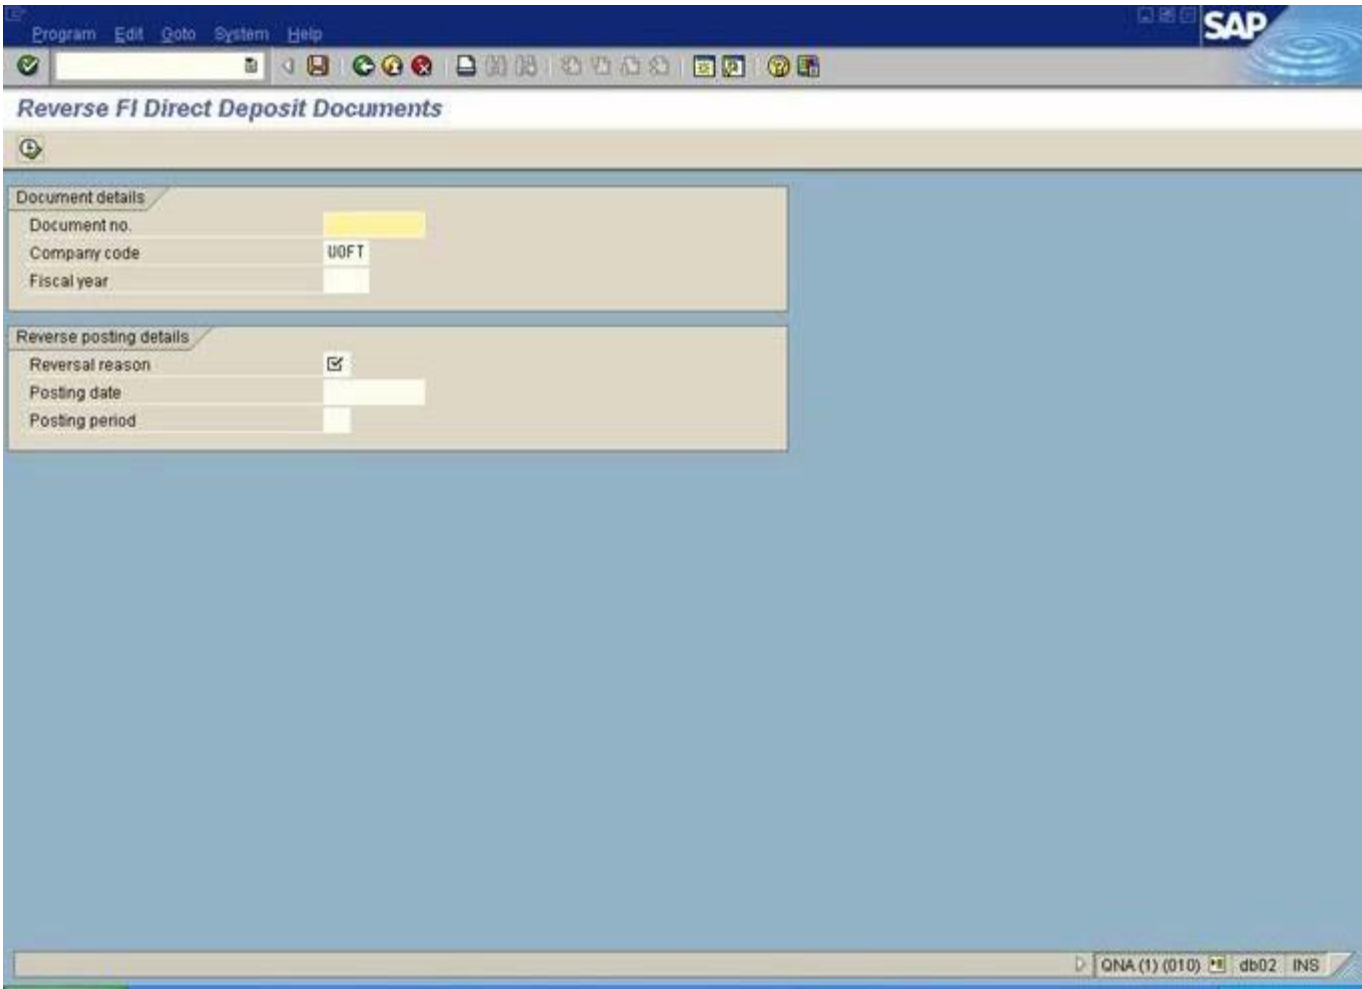 Program Edit Goto System Help
SAP
Reverse FI Direct Deposit Documents
Document details
Document no.
Company code UOFT
Fiscal year
Reverse posting details
Reversal reason
Posting date
Posting period
QNA (1) (010) db02 INS